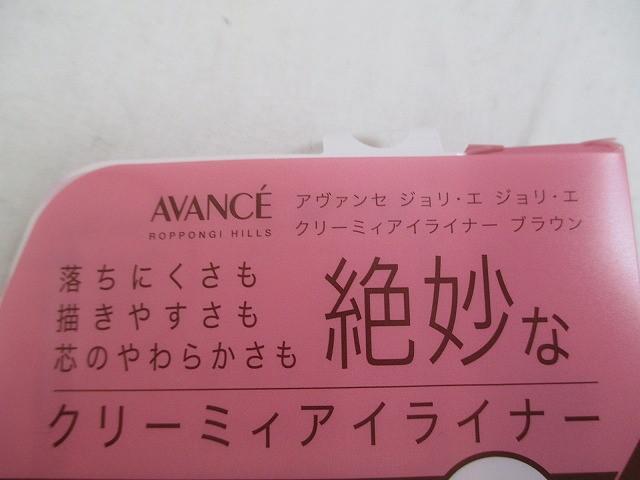 AVANCÉ
ROPPONGI HILLS
アヴァンセ ジョリ・エ ジョリ・エ
クリーミィアイライナー ブラウン
落ちにくさも
描きやすさも
芯のやわらかさも
絶妙な
クリーミィアイライナー